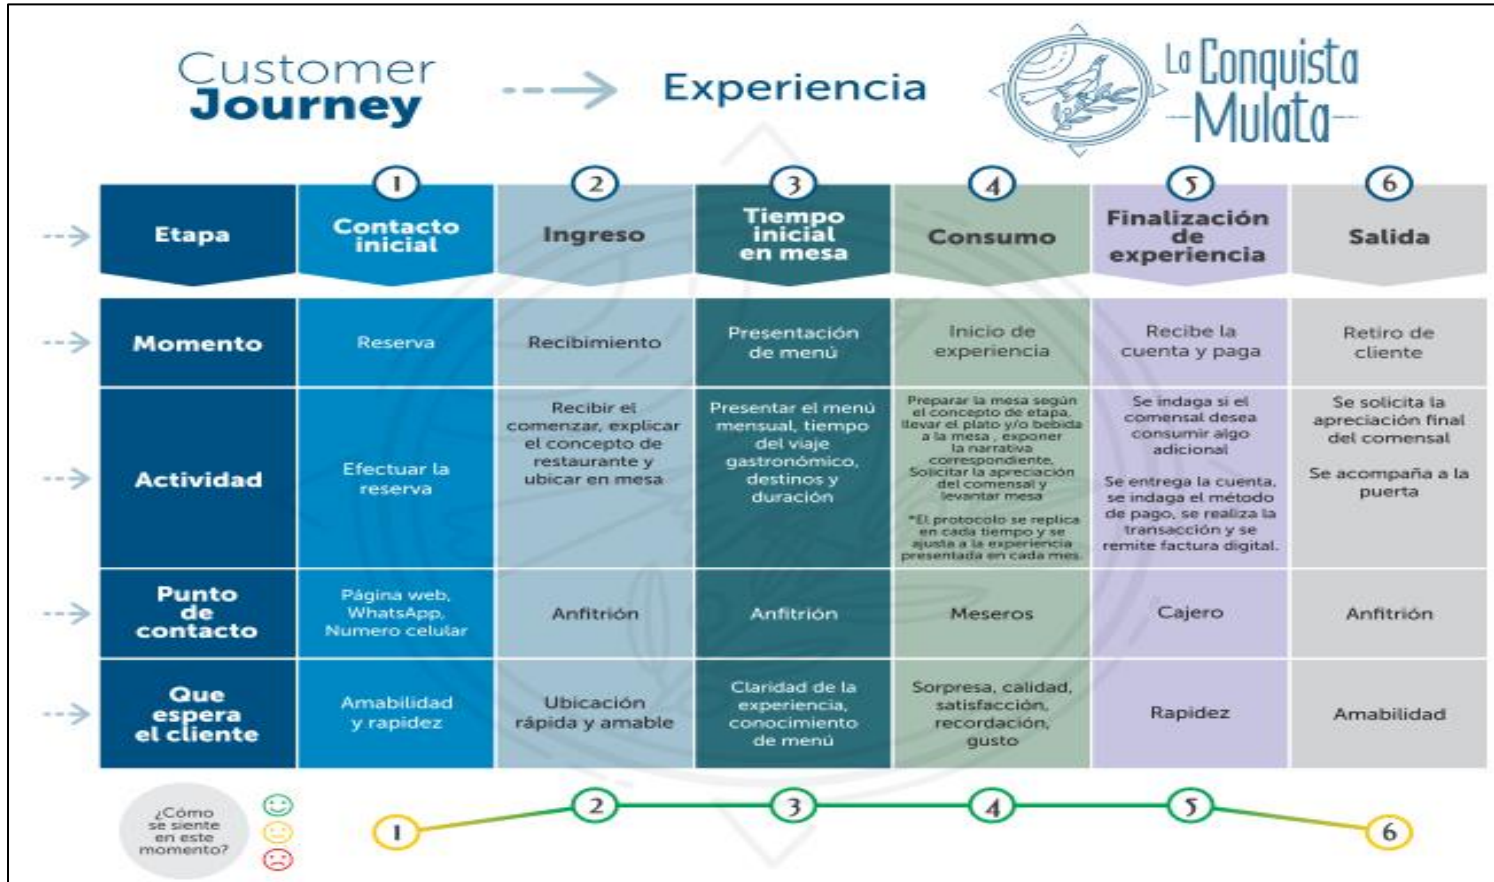 Customer
Journey
Experiencia
La Conquista
Mulata
1
2
3
4
5
6
Etapa
Contacto
inicial
Ingreso
Tiempo
inicial
en mesa
Consumo
Finalización
de
experiencia
Salida
Momento
Reserva
Recibimiento
Presentación
de menú
Inicio de
experiencia
Recibe la
cuenta y paga
Retiro de
cliente
Actividad
Efectuar la
reserva
Recibir el
comenzar, explicar
el concepto de
restaurante y
ubicar en mesa
Presentar el menú
mensual, tiempo
del viaje
gastronómico,
destinos y
duración
Preparar la mesa según
el concepto de etapa,
llevar el plato y/o bebida
a la mesa , exponer
la narrativa
correspondiente,
Solicitar la apreciación
del comensal y
levantar mesa
*El protocolo se replica
en cada tiempo y se
ajusta a la experiencia
presentada en cada mes.
Se indaga si el
comensal desea
consumir algo
adicional
Se entrega la cuenta,
se indaga el método
de pago, se realiza la
transacción y se
remite factura digital.
Se solicita la
apreciación final
del comensal
Se acompaña a la
puerta
Punto
de
contacto
Página web,
WhatsApp,
Numero celular
Anfitrión
Anfitrión
Meseros
Cajero
Anfitrión
Que
espera
el cliente
Amabilidad
y rapidez
Ubicación
rápida y amable
Claridad de la
experiencia,
conocimiento
de menú
Sorpresa, calidad,
satisfacción,
recordación,
gusto
Rapidez
Amabilidad
¿Cómo
se siente
en este
momento?
1
2
3
4
5
6